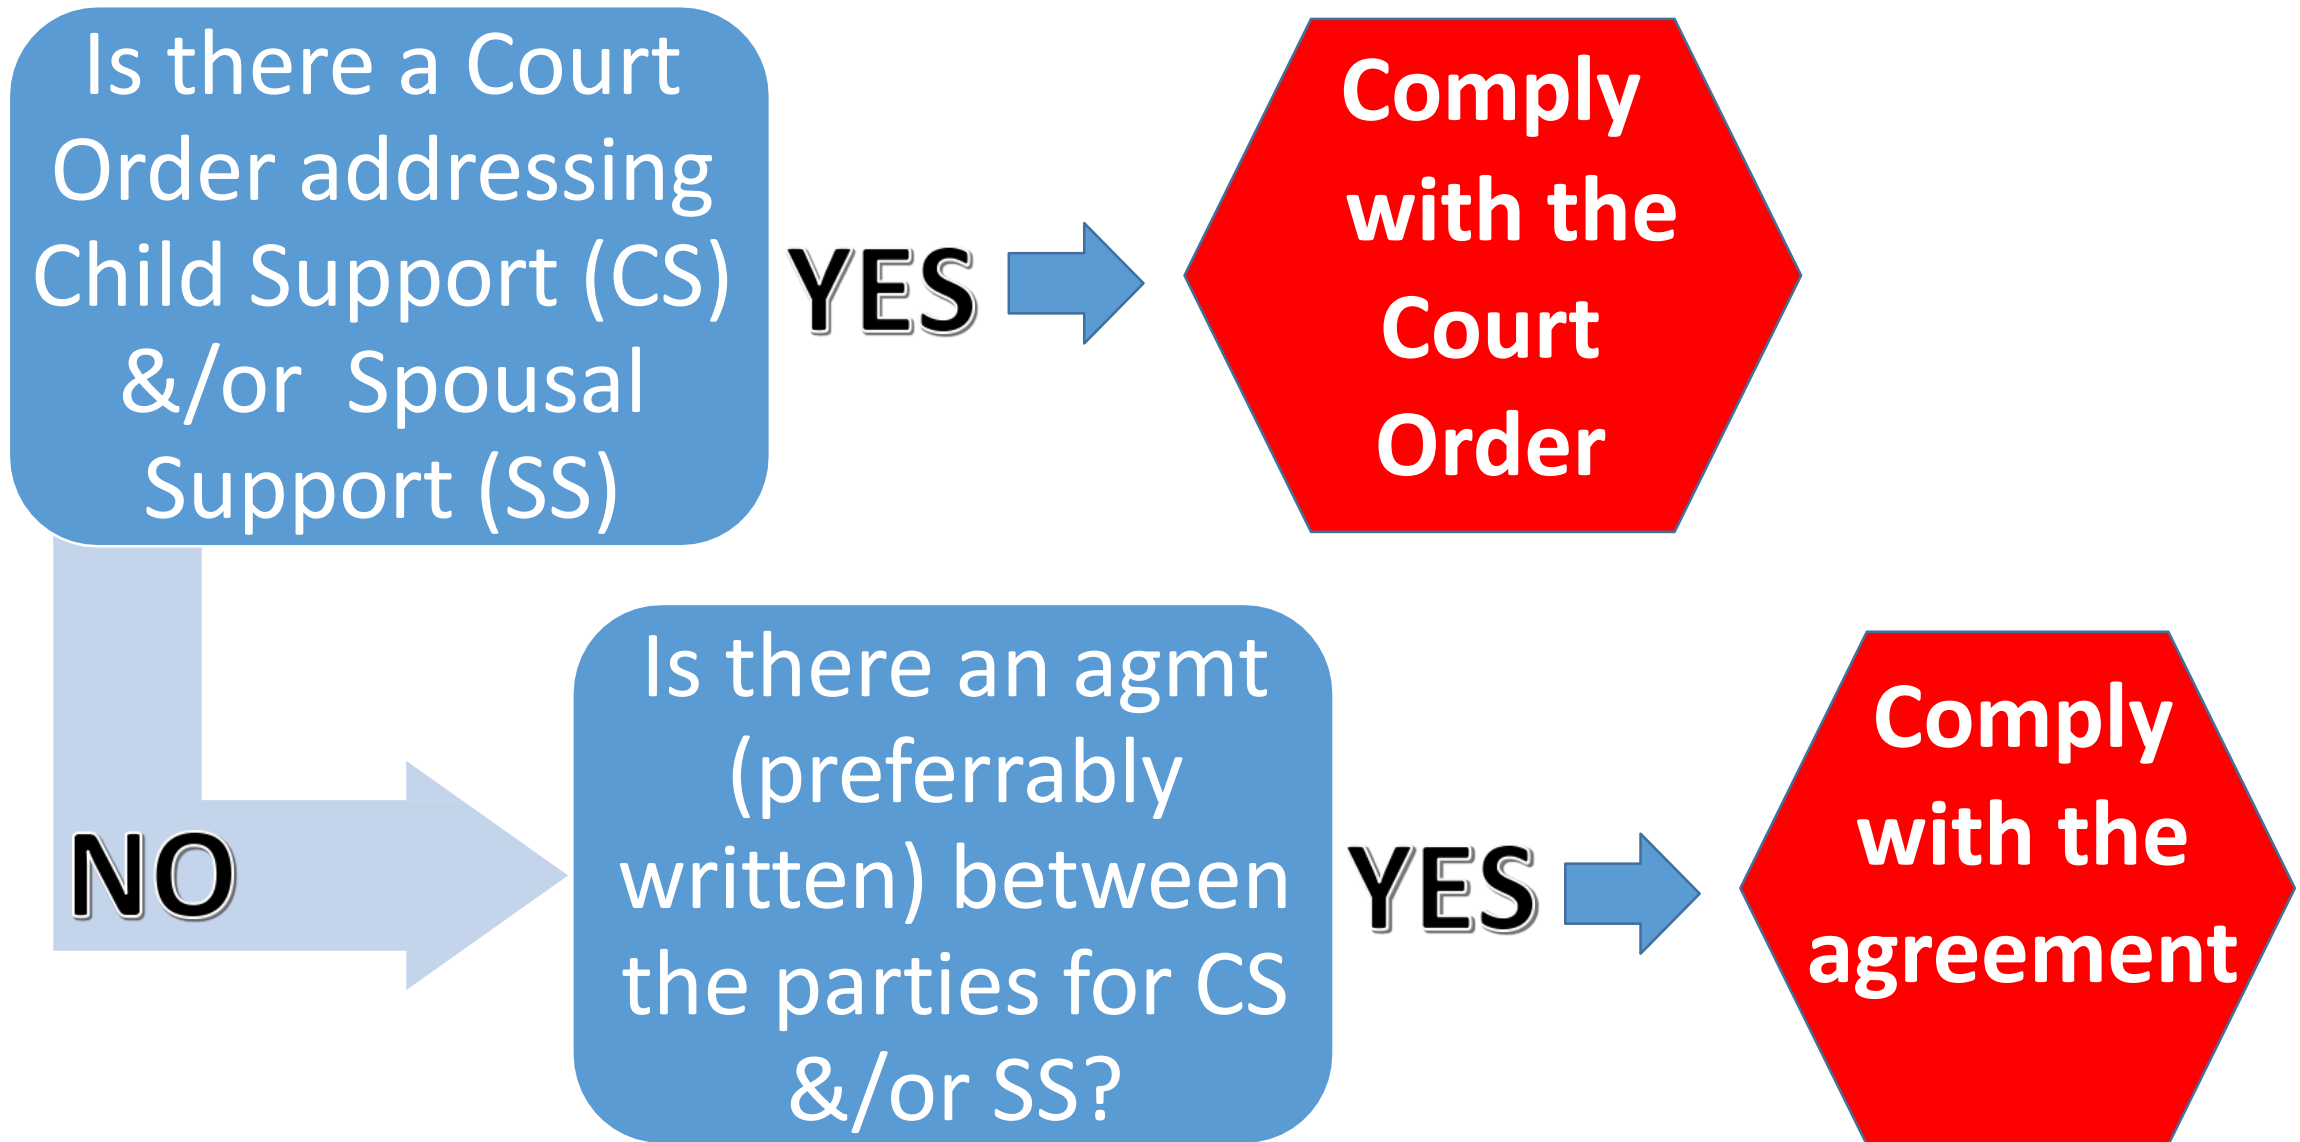 Is there a Court
Order addressing
Child Support (CS)
&/or Spousal
Support (SS)
YES
Comply
with the
Court
Order
NO
Is there an agmt
(preferrably
written) between
the parties for CS
&/or SS?
YES
Comply
with the
agreement